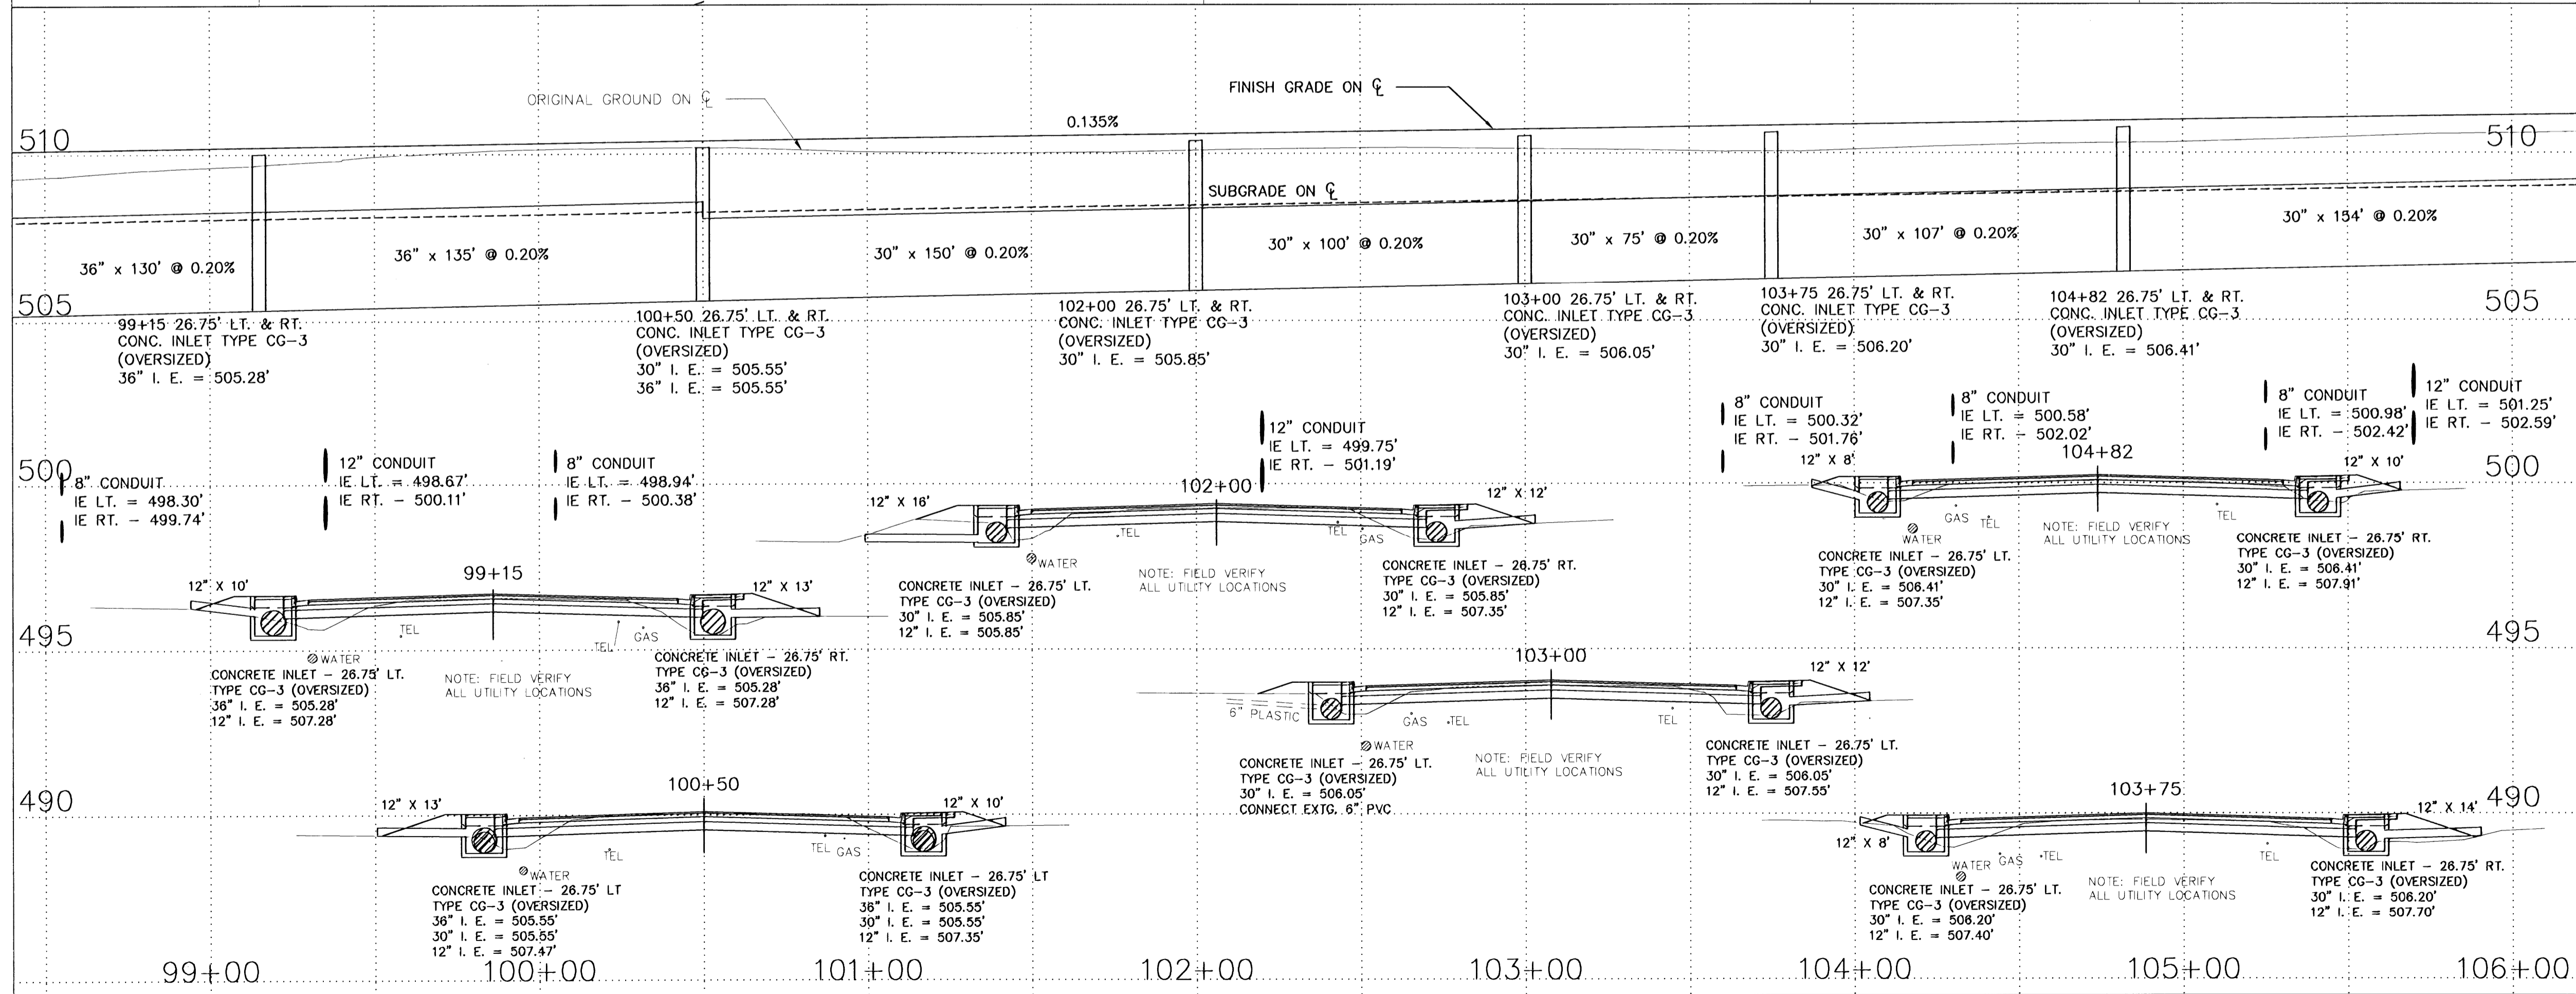 ORIGINAL GROUND ON ℄
FINISH GRADE ON ℄
0.135%
510
510
SUBGRADE ON ℄
36" x 130' @ 0.20%
36" x 135' @ 0.20%
30" x 150' @ 0.20%
30" x 100' @ 0.20%
30" x 75' @ 0.20%
30" x 107' @ 0.20%
30" x 154' @ 0.20%
505
505
99+15 26.75' LT. & RT.
CONC. INLET TYPE CG-3
(OVERSIZED)
36" I. E. = 505.28'
100+50 26.75' LT. & RT.
CONC. INLET TYPE CG-3
(OVERSIZED)
30" I. E. = 505.55'
36" I. E. = 505.55'
102+00 26.75' LT. & RT.
CONC. INLET TYPE CG-3
(OVERSIZED)
30" I. E. = 505.85'
103+00 26.75' LT. & RT.
CONC. INLET TYPE CG-3
(OVERSIZED)
30" I. E. = 506.05'
103+75 26.75' LT. & RT.
CONC. INLET TYPE CG-3
(OVERSIZED)
30" I. E. = 506.20'
104+82 26.75' LT. & RT.
CONC. INLET TYPE CG-3
(OVERSIZED)
30" I. E. = 506.41'
500
500
8" CONDUIT
IE LT. = 498.30'
IE RT. - 499.74'
12" CONDUIT
IE LT. = 498.67'
IE RT. - 500.11'
8" CONDUIT
IE LT. = 498.94'
IE RT. - 500.38'
12" CONDUIT
IE LT. = 499.75'
IE RT. - 501.19'
8" CONDUIT
IE LT. = 500.32'
IE RT. - 501.76'
8" CONDUIT
IE LT. = 500.58'
IE RT. - 502.02'
8" CONDUIT
IE LT. = 500.98'
IE RT. - 502.42'
12" CONDUIT
IE LT. = 501.25'
IE RT. - 502.59'
102+00
12" X 16'
12" X 12'
WATER
TEL
TEL
GAS
CONCRETE INLET - 26.75' LT.
TYPE CG-3 (OVERSIZED)
30" I. E. = 505.85'
12" I. E. = 505.85'
NOTE: FIELD VERIFY
ALL UTILITY LOCATIONS
CONCRETE INLET - 26.75' RT.
TYPE CG-3 (OVERSIZED)
30" I. E. = 505.85'
12" I. E. = 507.35'
104+82
12" X 8'
12" X 10'
WATER
GAS
TEL
TEL
CONCRETE INLET - 26.75' LT.
TYPE CG-3 (OVERSIZED)
30" I. E. = 506.41'
12" I. E. = 507.35'
NOTE: FIELD VERIFY
ALL UTILITY LOCATIONS
CONCRETE INLET - 26.75' RT.
TYPE CG-3 (OVERSIZED)
30" I. E. = 506.41'
12" I. E. = 507.91'
495
495
99+15
12" X 10'
12" X 13'
WATER
TEL
TEL
GAS
CONCRETE INLET - 26.75' LT.
TYPE CG-3 (OVERSIZED)
36" I. E. = 505.28'
12" I. E. = 507.28'
NOTE: FIELD VERIFY
ALL UTILITY LOCATIONS
CONCRETE INLET - 26.75' RT.
TYPE CG-3 (OVERSIZED)
36" I. E. = 505.28'
12" I. E. = 507.28'
103+00
12" X 12'
6" PLASTIC
WATER
GAS
TEL
TEL
CONCRETE INLET - 26.75' LT.
TYPE CG-3 (OVERSIZED)
30" I. E. = 506.05'
CONNECT EXTG. 6" PVC
NOTE: FIELD VERIFY
ALL UTILITY LOCATIONS
CONCRETE INLET - 26.75' LT.
TYPE CG-3 (OVERSIZED)
30" I. E. = 506.05'
12" I. E. = 507.55'
490
490
100+50
12" X 13'
12" X 10'
WATER
TEL
TEL
GAS
CONCRETE INLET - 26.75' LT
TYPE CG-3 (OVERSIZED)
36" I. E. = 505.55'
30" I. E. = 505.55'
12" I. E. = 507.47'
CONCRETE INLET - 26.75' LT
TYPE CG-3 (OVERSIZED)
36" I. E. = 505.55'
30" I. E. = 505.55'
12" I. E. = 507.35'
103+75
12" X 8'
12" X 14'
WATER
GAS
TEL
TEL
CONCRETE INLET - 26.75' LT.
TYPE CG-3 (OVERSIZED)
30" I. E. = 506.20'
12" I. E. = 507.40'
NOTE: FIELD VERIFY
ALL UTILITY LOCATIONS
CONCRETE INLET - 26.75' RT.
TYPE CG-3 (OVERSIZED)
30" I. E. = 506.20'
12" I. E. = 507.70'
99+00
100+00
101+00
102+00
103+00
104+00
105+00
106+00